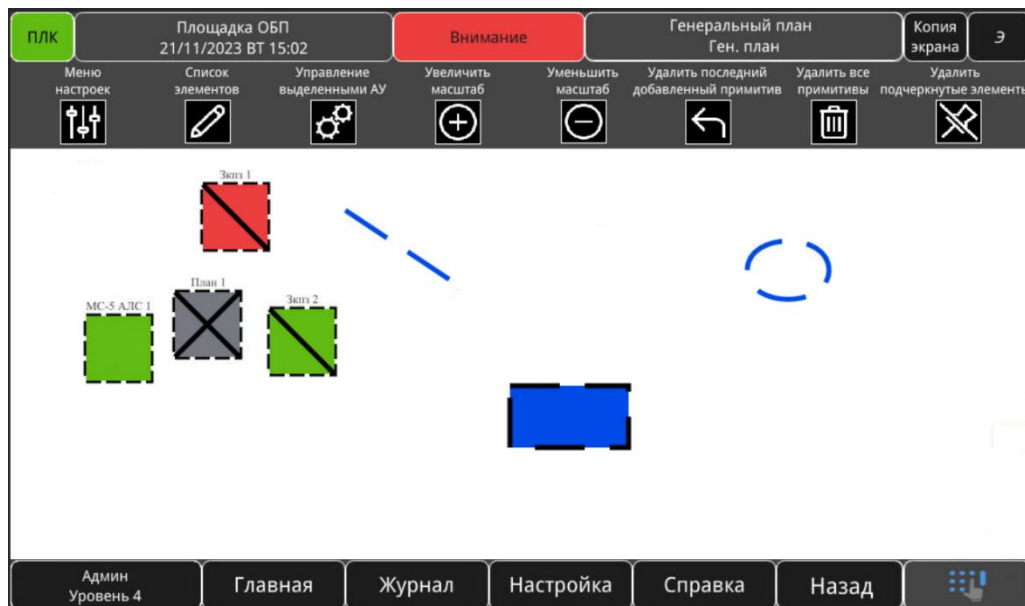 ПЛК
Площадка ОБП
21/11/2023 ВТ 15:02
Внимание
Генеральный план
Ген. план
Копия
экрана
Э
Меню
настроек
Список
элементов
Управление
выделенными АУ
Увеличить
масштаб
Уменьшить
масштаб
Удалить последний
добавленный примитив
Удалить все
примитивы
Удалить
подчеркнутые элементы
Зкпз 1
План 1
МС-5 АЛС 1
Зкпз 2
Админ
Уровень 4
Главная
Журнал
Настройка
Справка
Назад